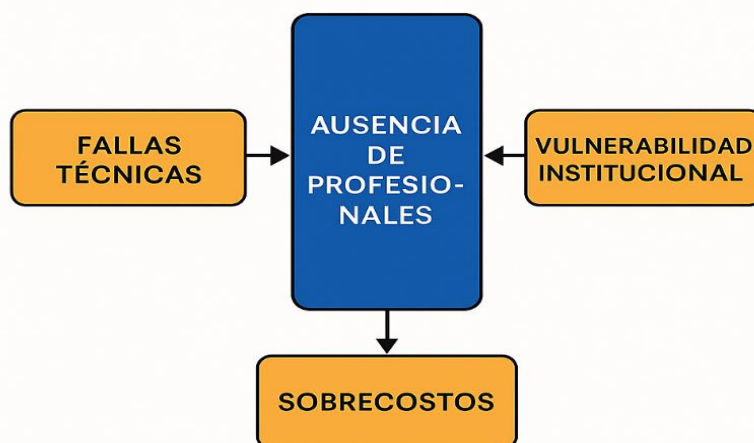 FALLAS
TÉCNICAS
AUSENCIA
DE
PROFESIO-
NALES
VULNERABILIDAD
INSTITUCIONAL
SOBRECOSTOS